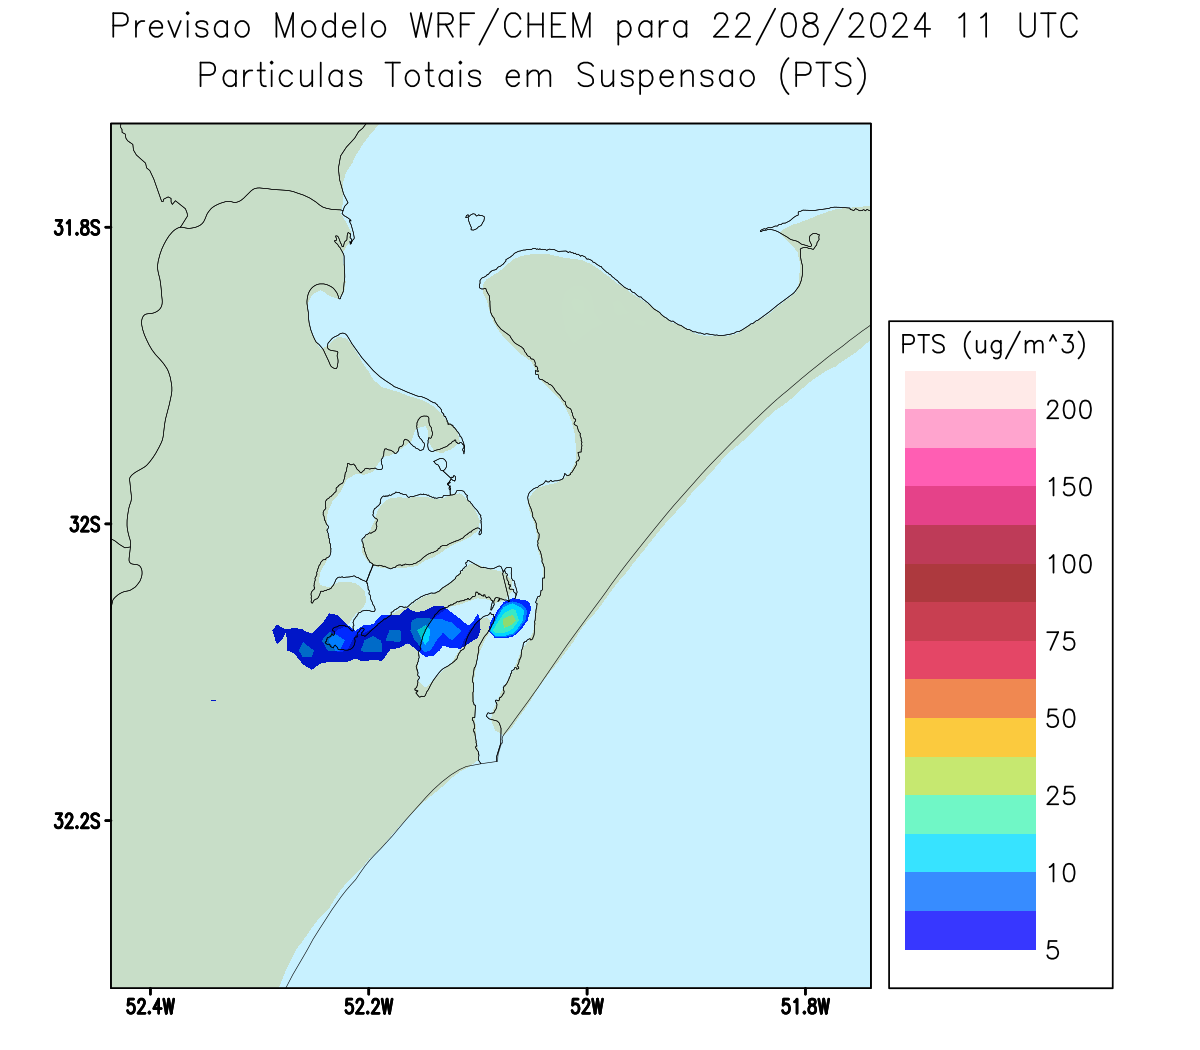 Previsao Modelo WRF/CHEM para 22/08/2024 11 UTC
Particulas Totais em Suspensao (PTS)
31.8S
32S
32.2S
52.4W
52.2W
52W
51.8W
PTS (ug/m^3)
200
150
100
75
50
25
10
5